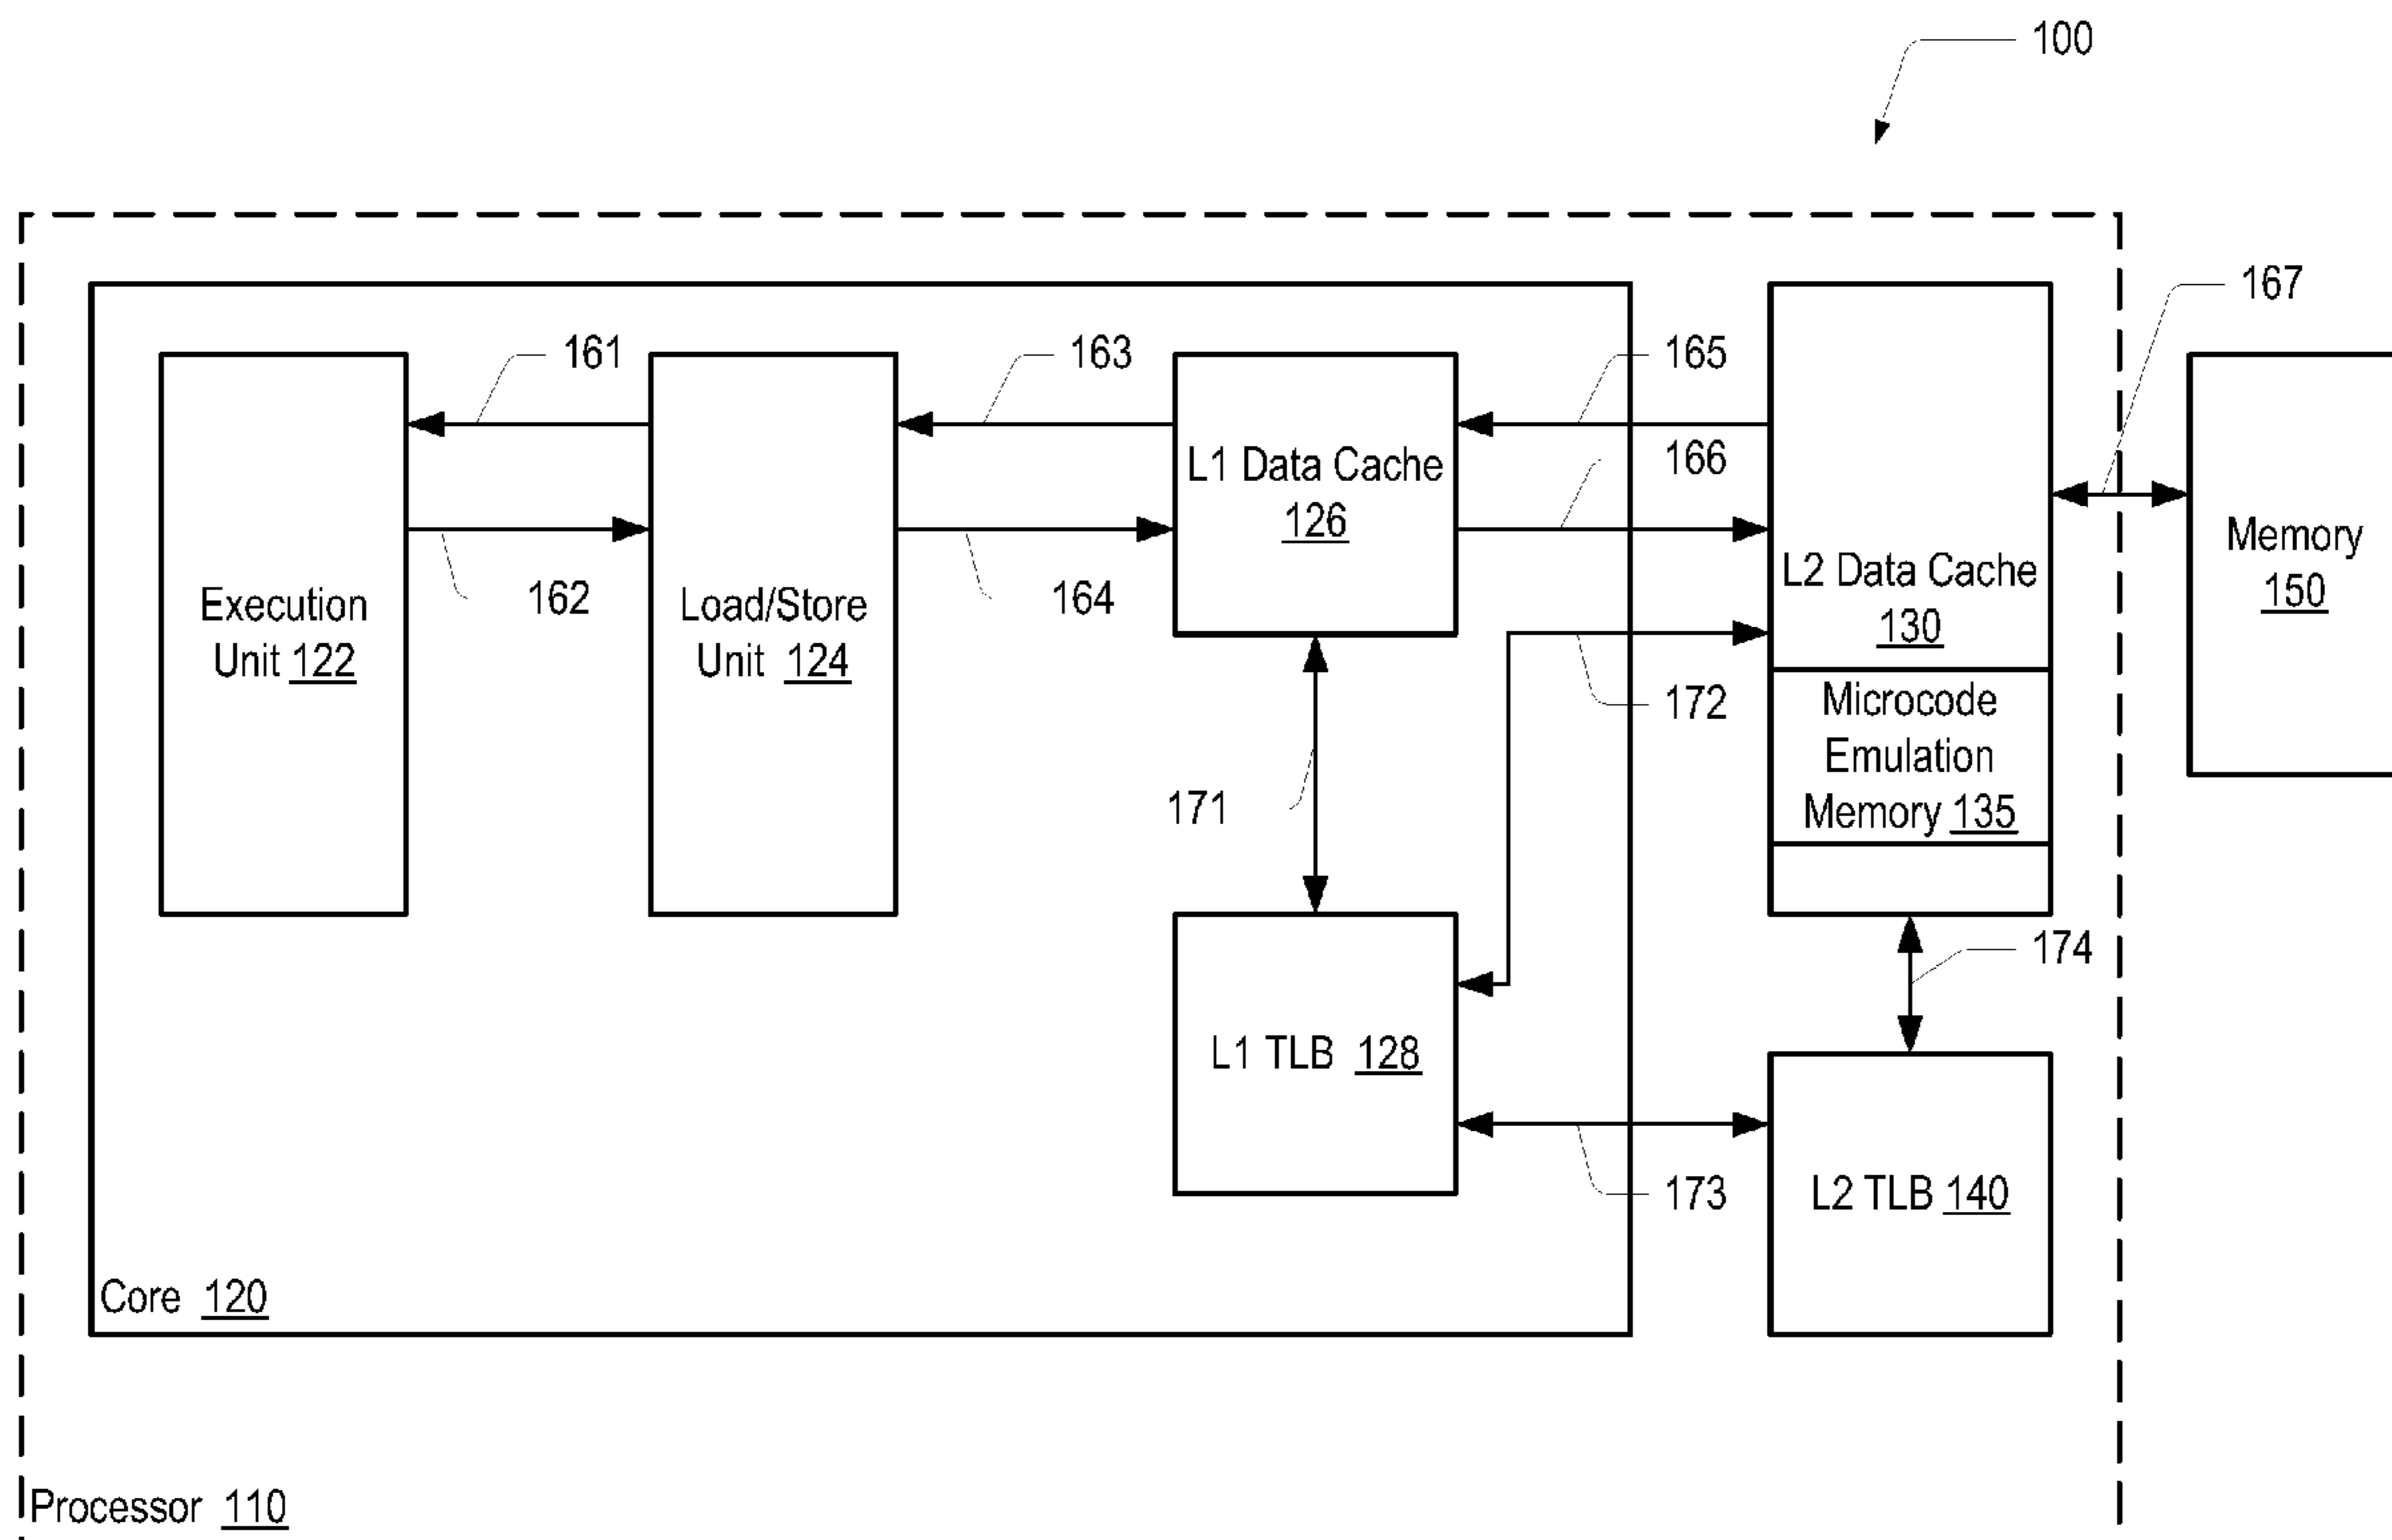 100
167
161
163
165
L1 Data Cache
126
166
Execution
Unit 122
162
Load/Store
Unit 124
164
L2 Data Cache
130
Memory
150
172
Microcode
Emulation
Memory 135
171
174
L1 TLB 128
173
L2 TLB 140
Core 120
Processor 110